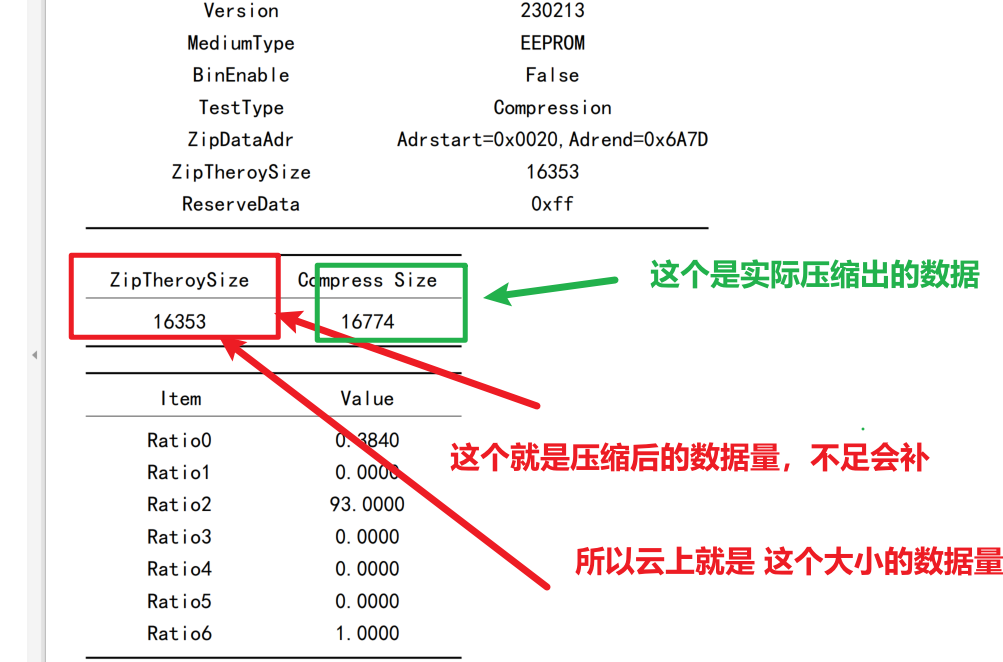 Version 230213
MediumType EEPROM
BinEnable False
TestType Compression
ZipDataAdr Adrstart=0x0020,Adrend=0x6A7D
ZipTheroySize 16353
ReserveData 0xff
ZipTheroySize Compress Size
这个是实际压缩出的数据
16353 16774
Item Value
Ratio0 0.3840
这个就是压缩后的数据量，不足会补
Ratio1 0.0000
Ratio2 93.0000
Ratio3 0.0000
所以云上就是 这个大小的数据量
Ratio4 0.0000
Ratio5 0.0000
Ratio6 1.0000